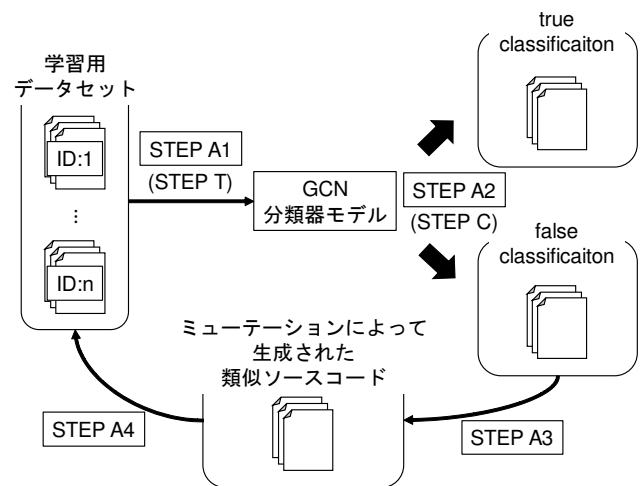 学習用
データセット
ID:1
⋮
ID:n
STEP A1
(STEP T)
GCN
分類器モデル
STEP A2
(STEP C)
true
classificaiton
false
classificaiton
STEP A3
ミューテーションによって
生成された
類似ソースコード
STEP A4